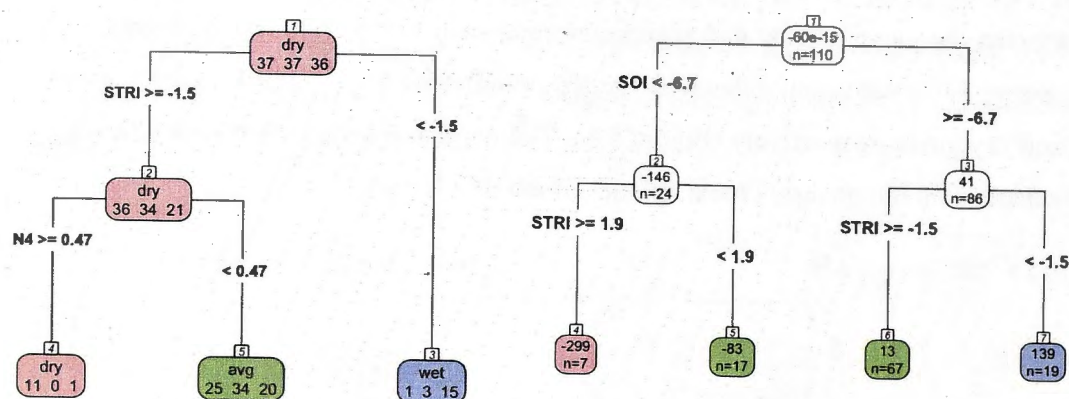 1
dry
37 37 36
STRI >= -1.5
< -1.5
2
dry
36 34 21
N4 >= 0.47
< 0.47
4
dry
11 0 1
5
avg
25 34 20
3
wet
1 3 15
1
-60e-15
n=110
SOI < -6.7
>= -6.7
2
-146
n=24
3
41
n=86
STRI >= 1.9
< 1.9
STRI >= -1.5
< -1.5
4
-299
n=7
5
-83
n=17
6
13
n=67
7
139
n=19